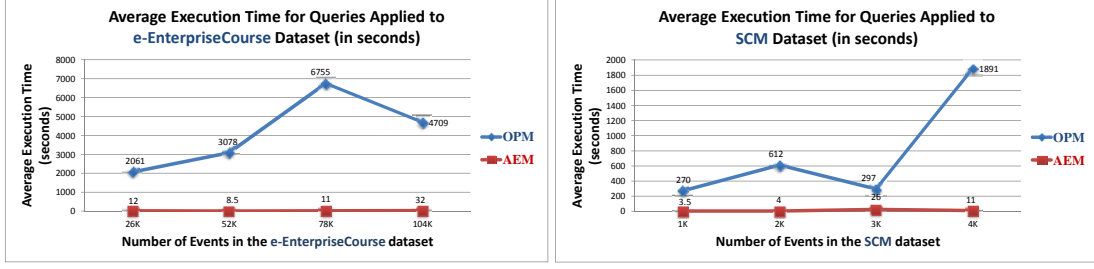 Average Execution Time for Queries Applied to
e-EnterpriseCourse Dataset (in seconds)
Average Execution Time
(seconds)
8000
7000
6000
5000
4000
3000
2000
1000
0
2061
3078
6755
4709
12
8.5
11
32
26K
52K
78K
104K
OPM
AEM
Number of Events in the e-EnterpriseCourse dataset
Average Execution Time for Queries Applied to
SCM Dataset (in seconds)
Average Execution Time
(seconds)
2000
1800
1600
1400
1200
1000
800
600
400
200
0
270
612
297
1891
3.5
4
26
11
1K
2K
3K
4K
OPM
AEM
Number of Events in the SCM dataset